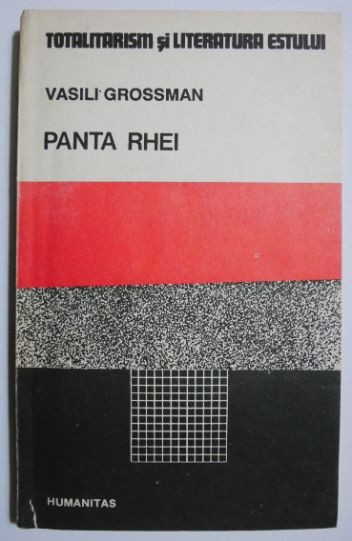 TOTALITARISM şi LITERATURA ESTULUI
VASILI GROSSMAN
PANTA RHEI
HUMANITAS